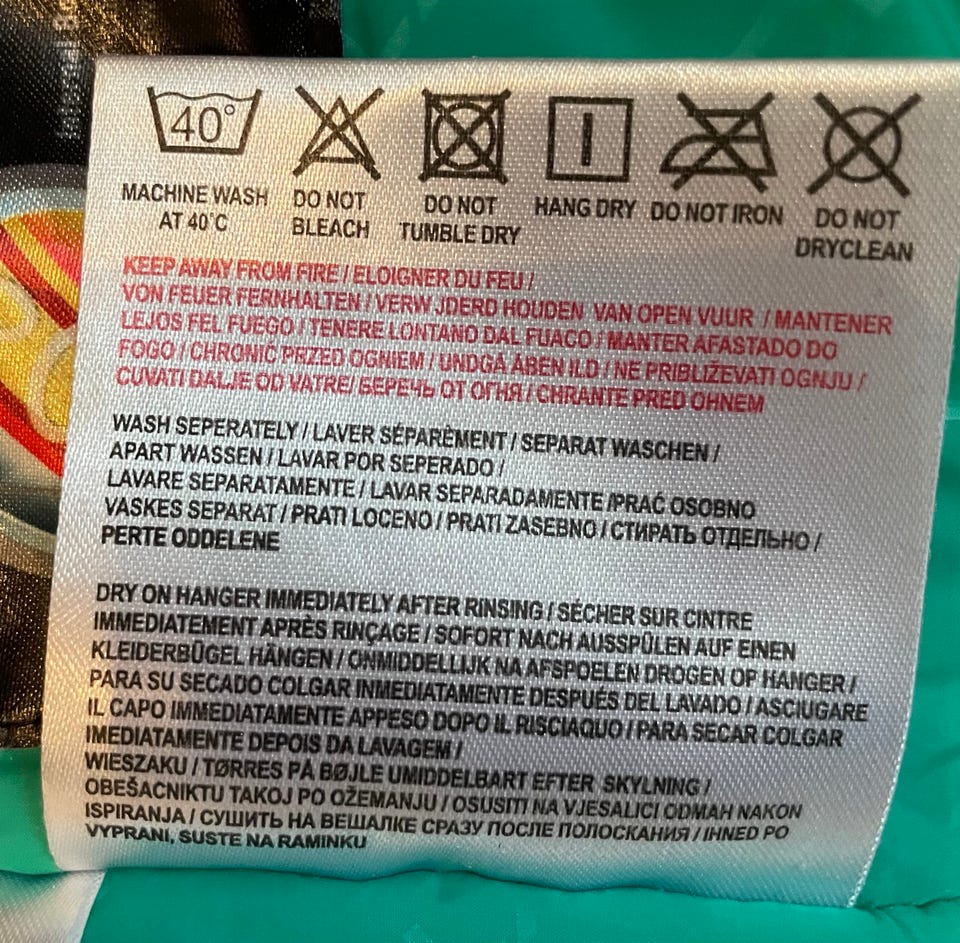 40°
MACHINE WASH
AT 40°C
DO NOT
BLEACH
DO NOT
TUMBLE DRY
HANG DRY
DO NOT IRON
DO NOT
DRYCLEAN
KEEP AWAY FROM FIRE / ELOIGNER DU FEU /
VON FEUER FERNHALTEN / VERW JDERD HOUDEN VAN OPEN VUUR / MANTENER
LEJOS FEL FUEGO / TENERE LONTANO DAL FUACO / MANTER AFASTADO DO
FOGO / CHRONIĆ PRZED OGNIEM / UNDGÅ ÅBEN ILD / NE PRIBLIŽEVATI OGNJU /
CUVATI DALJE OD VATRE/ БЕРЕЧЬ ОТ ОГНЯ / CHRANTE PRED OHNEM
WASH SEPERATELY / LAVER SÉPARÈMENT / SEPARAT WASCHEN /
APART WASSEN / LAVAR POR SEPERADO /
LAVARE SEPARATAMENTE / LAVAR SEPARADAMENTE /PRAĆ OSOBNO
VASKES SEPARAT / PRATI LOCENO / PRATI ZASEBNO / СТИРАТЬ ОТДЕЛЬНО /
PERTE ODDELENE
DRY ON HANGER IMMEDIATELY AFTER RINSING / SÉCHER SUR CINTRE
IMMEDIATEMENT APRÈS RINÇAGE / SOFORT NACH AUSSPÜLEN AUF EINEN
KLEIDERBÜGEL HÄNGEN / ONMIDDELLIJK NA AFSPOELEN DROGEN OP HANGER /
PARA SU SECADO COLGAR INMEDIATAMENTE DESPUÉS DEL LAVADO / ASCIUGARE
IL CAPO IMMEDIATAMENTE APPESO DOPO IL RISCIAQUO / PARA SECAR COLGAR
IMEDIATAMENTE DEPOIS DA LAVAGEM /
WIESZAKU / TØRRES PÅ BØJLE UMIDDELBART EFTER SKYLNING /
OBEŠACNIKTU TAKOJ PO OŽEMANJU / OSUSITI NA VJESALICI ODMAH NAKON
ISPIRANJA / СУШИТЬ НА ВЕШАЛКЕ СРАЗУ ПОСЛЕ ПОЛОСКАНИЯ / IHNED PO
VYPRANI, SUSTE NA RAMINKU